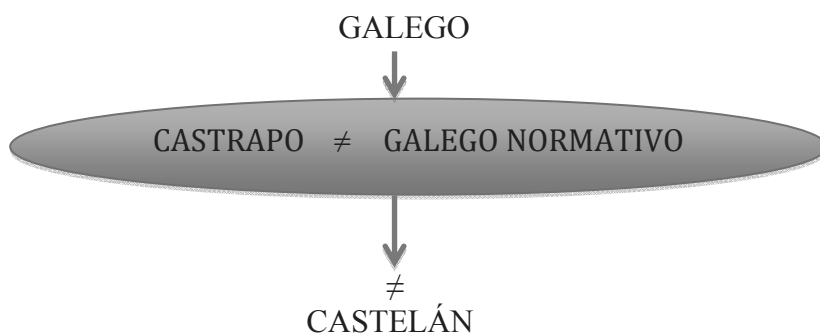 GALEGO
CASTRAPO ≠ GALEGO NORMATIVO
≠
CASTELÁN